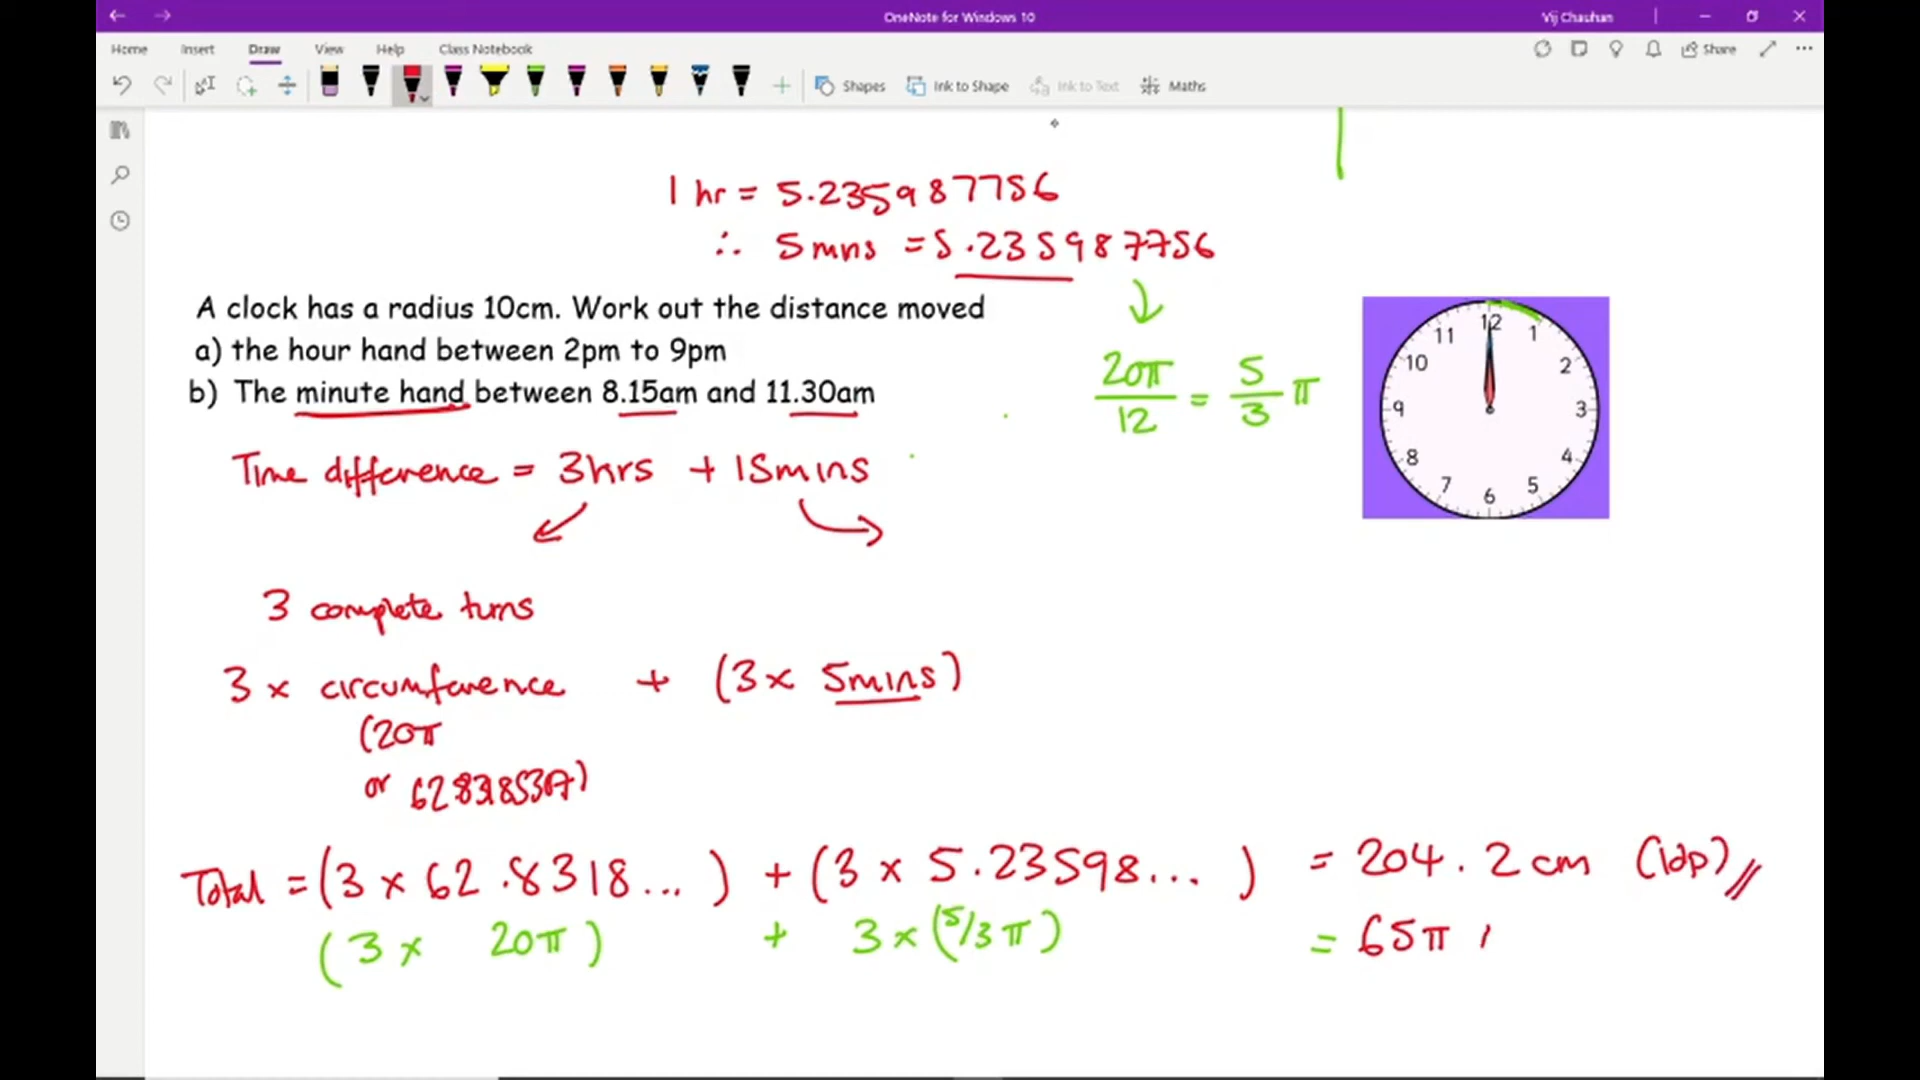 OneNote for Windows 10
Vij Chauhan
Home Insert Draw View Help Class Notebook
Share
Shapes Ink to Shape Ink to Text Maths
1 hr = 5.235987756
∴ 5mns = 5.235987756
A clock has a radius 10cm. Work out the distance moved
a) the hour hand between 2pm to 9pm
b) The minute hand between 8.15am and 11.30am
20π/12 = 5/3 π
12 1 2 3 4 5 6 7 8 9 10 11
Time difference = 3hrs + 15mins
3 complete turns
3 x circumference + (3 x 5mins)
(20π
or
Total = (3 x 62.8318...) + (3 x 5.23598...) = 204.2cm (1dp)
(3 x 20π) + 3 x (5/3 π) = 65π